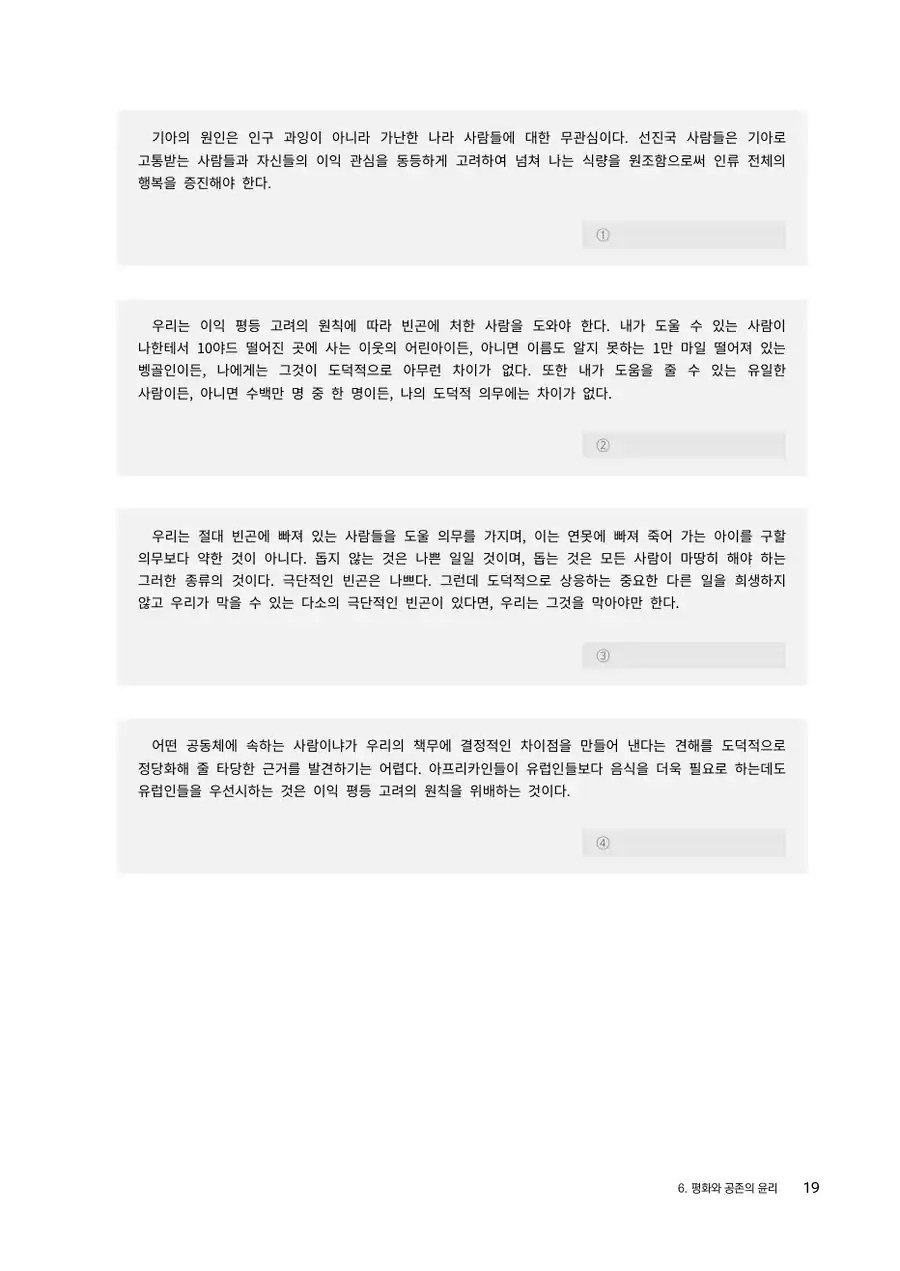 기아의 원인은 인구 과잉이 아니라 가난한 나라 사람들에 대한 무관심이다. 선진국 사람들은 기아로
고통받는 사람들과 자신들의 이익 관심을 동등하게 고려하여 넘쳐 나는 식량을 원조함으로써 인류 전체의
행복을 증진해야 한다.
①
우리는 이익 평등 고려의 원칙에 따라 빈곤에 처한 사람을 도와야 한다. 내가 도울 수 있는 사람이
나한테서 10야드 떨어진 곳에 사는 이웃의 어린아이든, 아니면 이름도 알지 못하는 1만 마일 떨어져 있는
벵골인이든, 나에게는 그것이 도덕적으로 아무런 차이가 없다. 또한 내가 도움을 줄 수 있는 유일한
사람이든, 아니면 수백만 명 중 한 명이든, 나의 도덕적 의무에는 차이가 없다.
②
우리는 절대 빈곤에 빠져 있는 사람들을 도울 의무를 가지며, 이는 연못에 빠져 죽어 가는 아이를 구할
의무보다 약한 것이 아니다. 돕지 않는 것은 나쁜 일일 것이며, 돕는 것은 모든 사람이 마땅히 해야 하는
그러한 종류의 것이다. 극단적인 빈곤은 나쁘다. 그런데 도덕적으로 상응하는 중요한 다른 일을 희생하지
않고 우리가 막을 수 있는 다소의 극단적인 빈곤이 있다면, 우리는 그것을 막아야만 한다.
③
어떤 공동체에 속하는 사람이냐가 우리의 책무에 결정적인 차이점을 만들어 낸다는 견해를 도덕적으로
정당화해 줄 타당한 근거를 발견하기는 어렵다. 아프리카인들이 유럽인들보다 음식을 더욱 필요로 하는데도
유럽인들을 우선시하는 것은 이익 평등 고려의 원칙을 위배하는 것이다.
④
6. 평화와 공존의 윤리 19